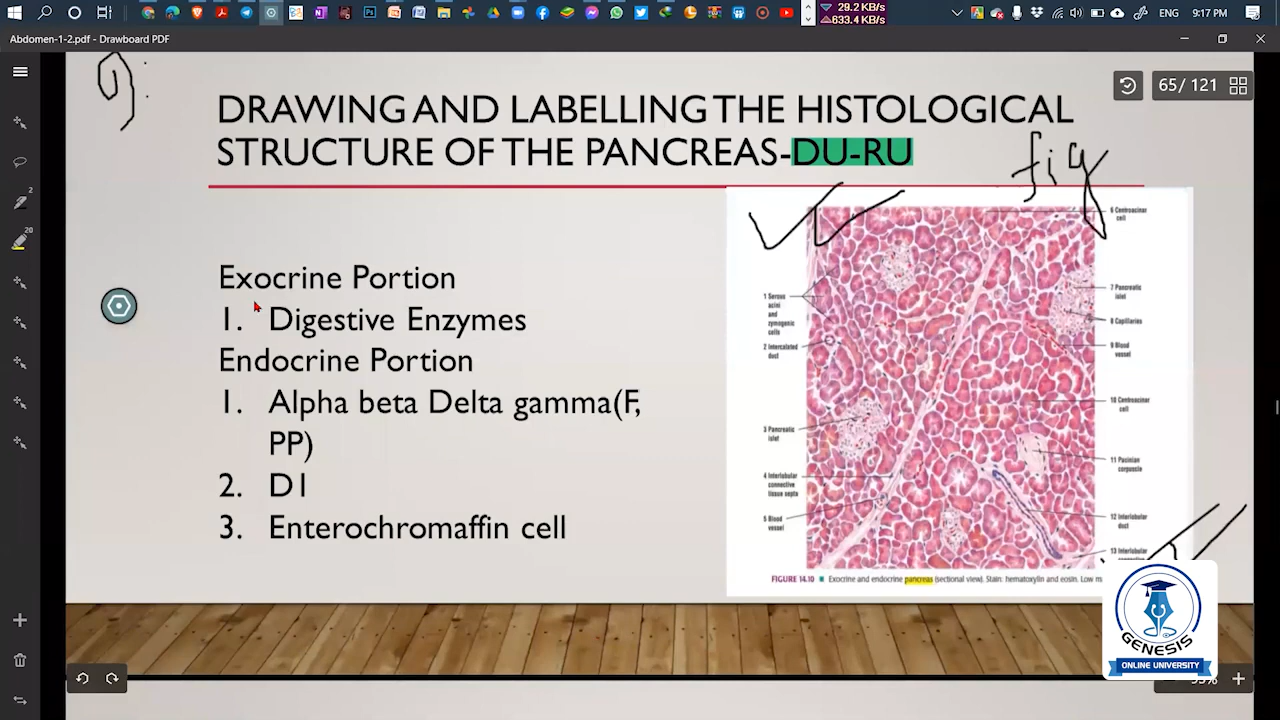 29.2 KB/s
633.4 KB/s
ENG 9:17 PM
Abdomen-1-2.pdf - Drawboard PDF
65/ 121
DRAWING AND LABELLING THE HISTOLOGICAL
STRUCTURE OF THE PANCREAS-DU-RU
fig
Exocrine Portion
1. Digestive Enzymes
Endocrine Portion
1. Alpha beta Delta gamma(F,
PP)
2. D1
3. Enterochromaffin cell
1 Serous
acini
and
zymogenic
cells
2 Intercalated
duct
3 Pancreatic
islet
4 Interlobular
connective
tissue septa
5 Blood
vessel
6 Centroacinar
cell
7 Pancreatic
islet
8 Capillaries
9 Blood
vessel
10 Centroacinar
cell
11 Pacinian
corpuscle
12 Interlobular
duct
13 Interlobular
FIGURE 14.10 Exocrine and endocrine pancreas (sectional view). Stain: hematoxylin and eosin. Low
GENESIS
ONLINE UNIVERSITY
2
20